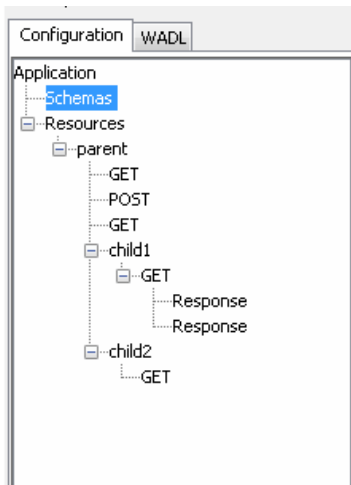 Configuration WADL
Application
Schemas
Resources
parent
GET
POST
GET
child1
GET
Response
Response
child2
GET